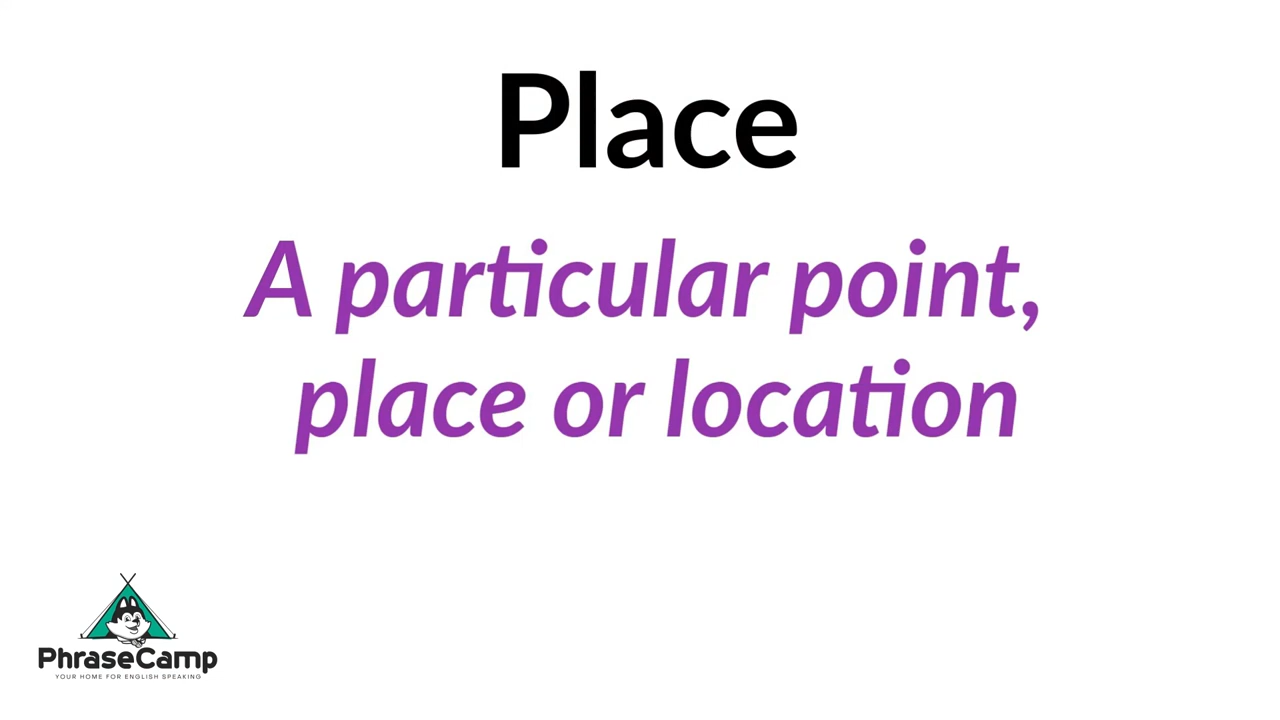 Place
A particular point,
place or location
PhraseCamp
YOUR HOME FOR ENGLISH SPEAKING